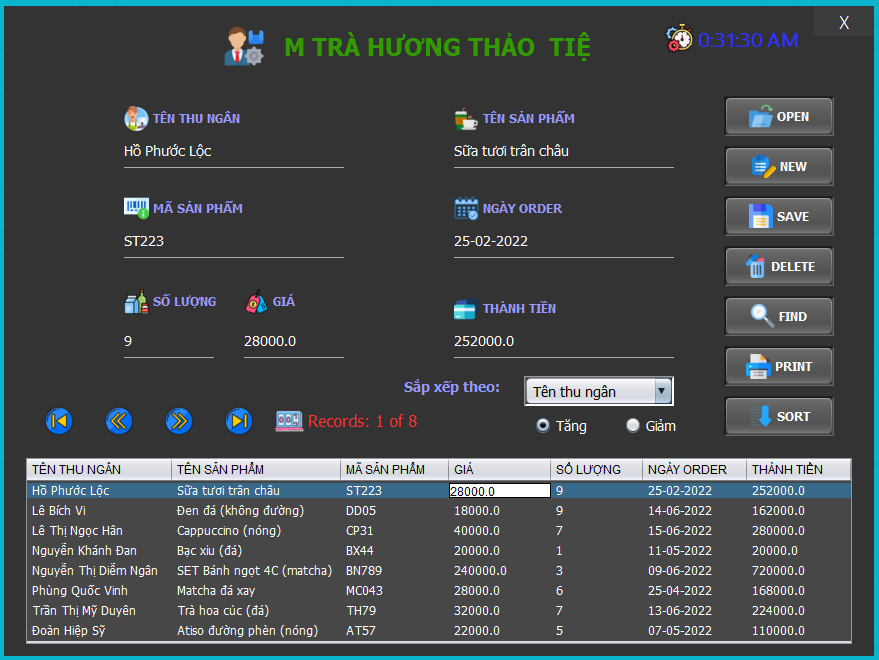 X
M TRÀ HƯƠNG THẢO TIỆ
0:31:30 AM
TÊN THU NGÂN
TÊN SẢN PHẨM
OPEN
Hồ Phước Lộc
Sữa tươi trân châu
NEW
MÃ SẢN PHẨM
NGÀY ORDER
SAVE
ST223
25-02-2022
DELETE
SỐ LƯỢNG
GIÁ
THÀNH TIỀN
FIND
9
28000.0
252000.0
PRINT
Sắp xếp theo:
Tên thu ngân
SORT
Records: 1 of 8
Tăng
Giảm
TÊN THU NGÂN TÊN SẢN PHẨM MÃ SẢN PHẨM GIÁ SỐ LƯỢNG NGÀY ORDER THÀNH TIỀN
Hồ Phước Lộc Sữa tươi trân châu ST223 28000.0 9 25-02-2022 252000.0
Lê Bích Vi Đen đá (không đường) DD05 18000.0 9 14-06-2022 162000.0
Lê Thị Ngọc Hân Cappuccino (nóng) CP31 40000.0 7 15-06-2022 280000.0
Nguyễn Khánh Đan Bạc xiu (đá) BX44 20000.0 1 11-05-2022 20000.0
Nguyễn Thị Diễm Ngân SET Bánh ngọt 4C (matcha) BN789 240000.0 3 09-06-2022 720000.0
Phùng Quốc Vinh Matcha đá xay MC043 28000.0 6 25-04-2022 168000.0
Trần Thị Mỹ Duyên Trà hoa cúc (đá) TH79 32000.0 7 13-06-2022 224000.0
Đoàn Hiệp Sỹ Atiso đường phèn (nóng) AT57 22000.0 5 07-05-2022 110000.0